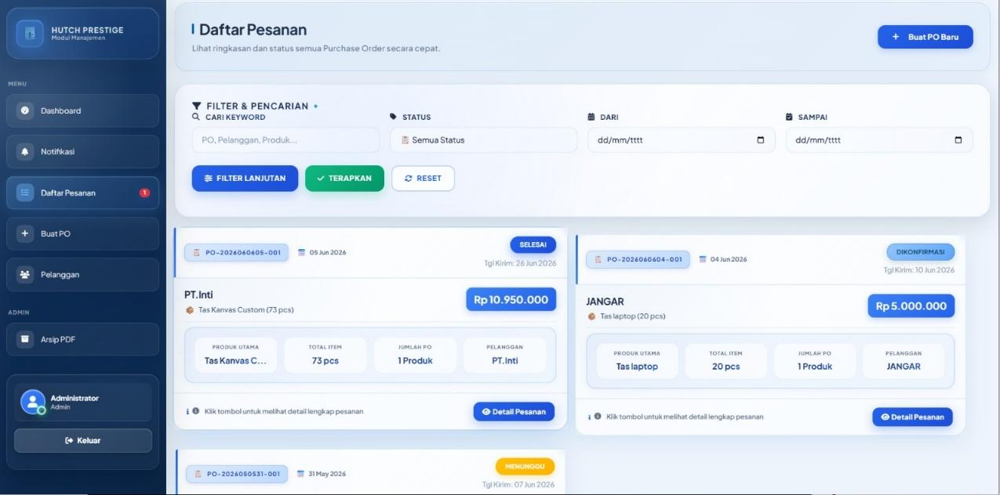 HUTCH PRESTIGE
Modul Manajemen
MENU
Dashboard
Notifikasi
Daftar Pesanan 1
Buat PO
Pelanggan
ADMIN
Arsip PDF
Administrator
Admin
Keluar
Daftar Pesanan
Lihat ringkasan dan status semua Purchase Order secara cepat.
+ Buat PO Baru
FILTER & PENCARIAN
CARI KEYWORD
STATUS
DARI
SAMPAI
PO, Pelanggan, Produk...
Semua Status
dd/mm/tttt
dd/mm/tttt
FILTER LANJUTAN
TERAPKAN
RESET
PO-2026060605-001
05 Jun 2026
SELESAI
Tgl Kirim: 26 Jun 2026
PT.Inti
Tas Kanvas Custom (73 pcs)
Rp 10.950.000
PRODUK UTAMA
Tas Kanvas C...
TOTAL ITEM
73 pcs
JUMLAH PO
1 Produk
PELANGGAN
PT.Inti
Klik tombol untuk melihat detail lengkap pesanan
Detail Pesanan
PO-2026060604-001
04 Jun 2026
DIKONFIRMASI
Tgl Kirim: 10 Jun 2026
JANGAR
Tas laptop (20 pcs)
Rp 5.000.000
PRODUK UTAMA
Tas laptop
TOTAL ITEM
20 pcs
JUMLAH PO
1 Produk
PELANGGAN
JANGAR
Klik tombol untuk melihat detail lengkap pesanan
Detail Pesanan
PO-2026050531-001
31 May 2026
MENUNGGU
Tgl Kirim: 07 Jun 2026